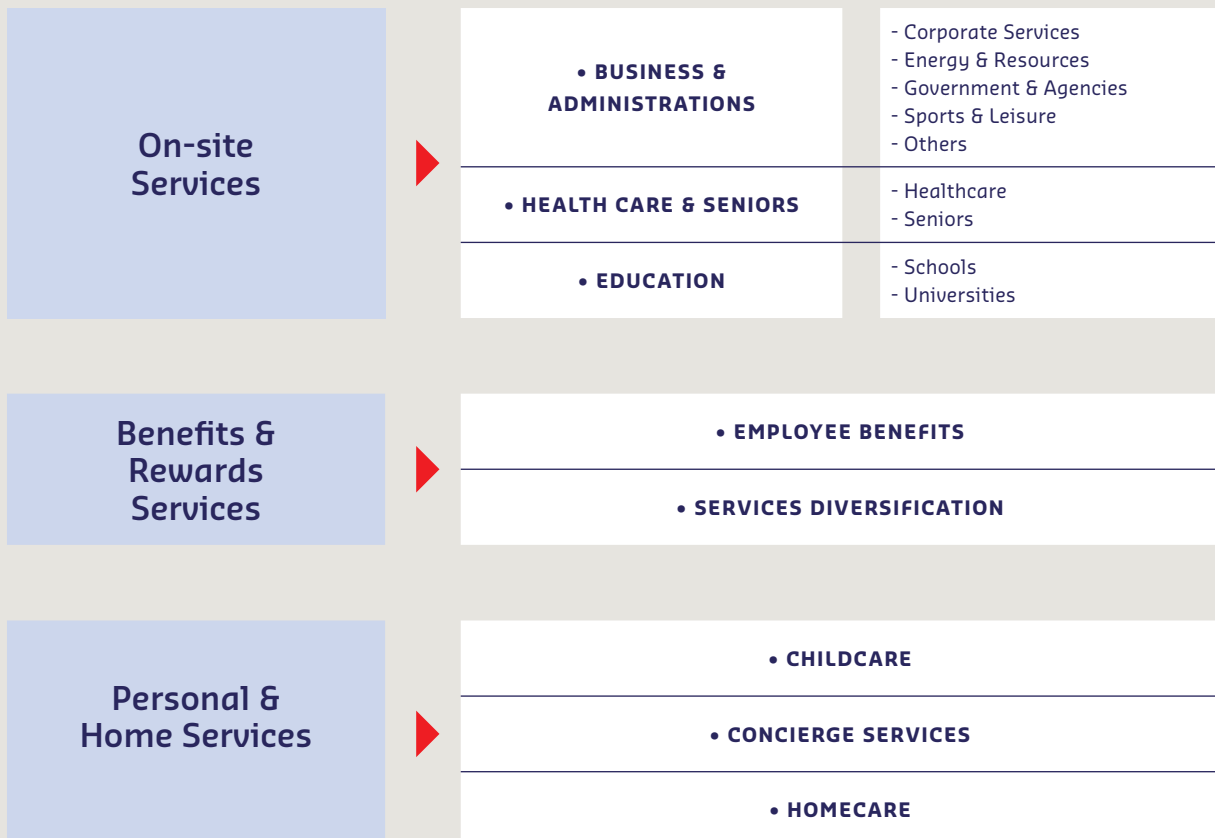 On-site
Services
• BUSINESS &
ADMINISTRATIONS
- Corporate Services
- Energy & Resources
- Government & Agencies
- Sports & Leisure
- Others
• HEALTH CARE & SENIORS
- Healthcare
- Seniors
• EDUCATION
- Schools
- Universities
Benefits &
Rewards
Services
• EMPLOYEE BENEFITS
• SERVICES DIVERSIFICATION
Personal &
Home Services
• CHILDCARE
• CONCIERGE SERVICES
• HOMECARE